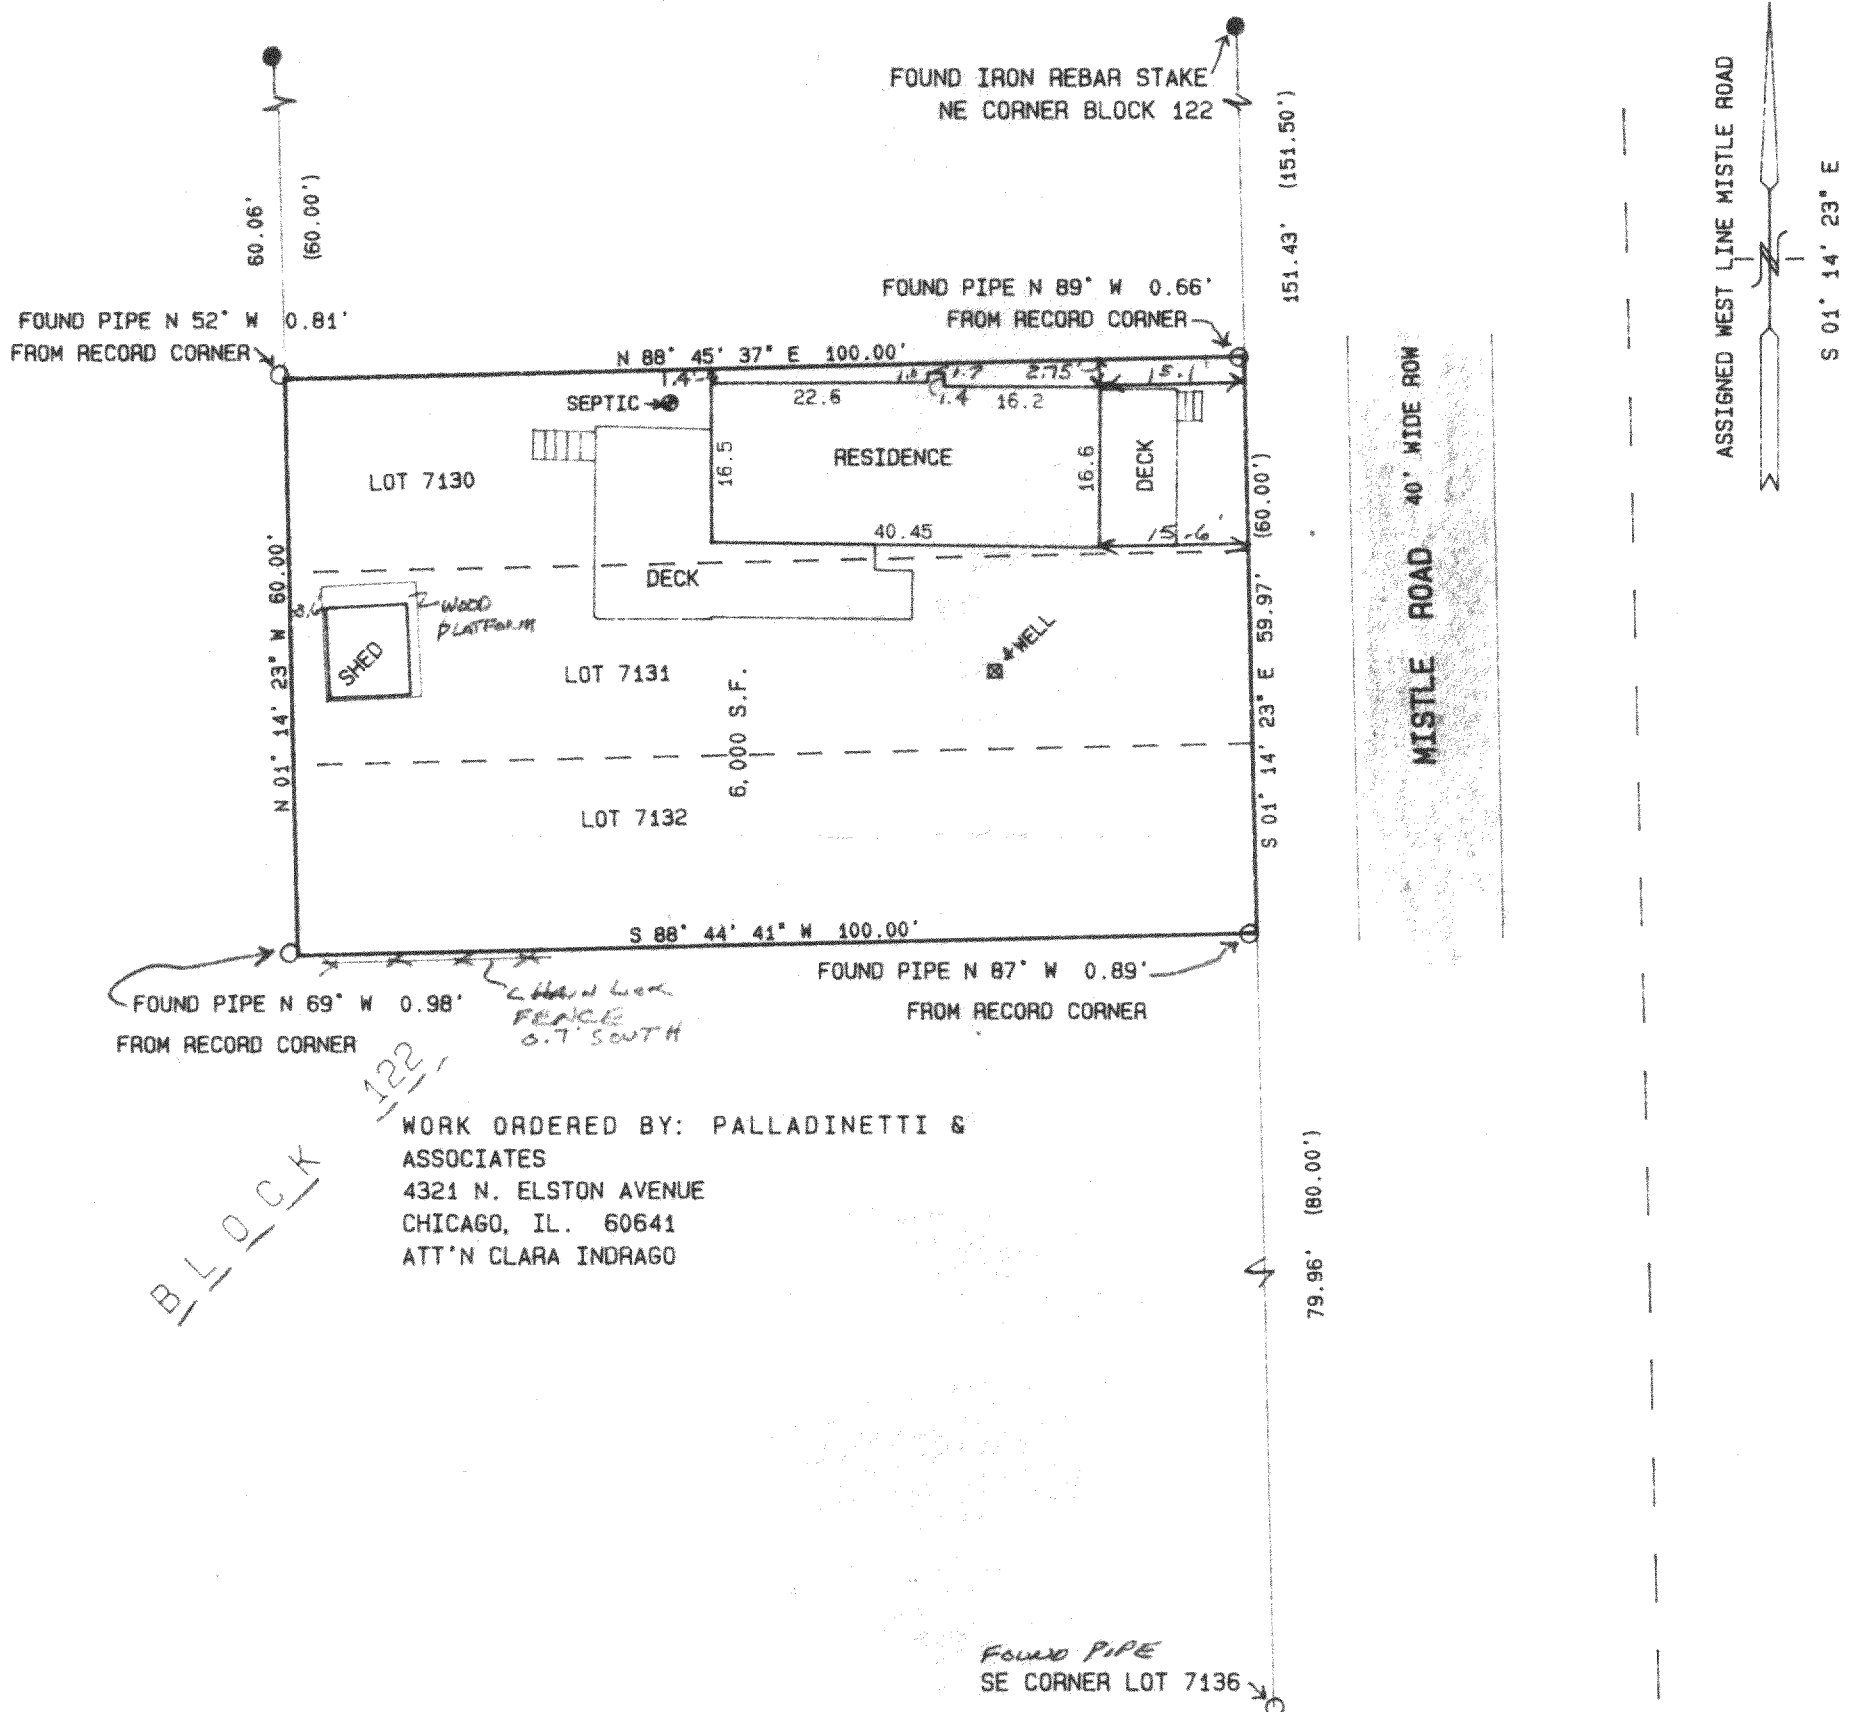 FOUND IRON REBAR STAKE
NE CORNER BLOCK 122
151.43' (151.50')
60.06'
(60.00')
ASSIGNED WEST LINE MISTLE ROAD
S 01° 14' 23" E
FOUND PIPE N 52° W 0.81'
FROM RECORD CORNER
FOUND PIPE N 89° W 0.66'
FROM RECORD CORNER
N 88° 45' 37" E 100.00'
1.4'
1.7
2.75'
15.1'
SEPTIC
22.6
1.4
16.2
LOT 7130
16.5
RESIDENCE
16.6
DECK
40.45
15.6'
(60.00')
MISTLE ROAD 40' WIDE ROW
N 01° 14' 23" W 60.00'
DECK
WOOD
PLATFORM
SHED
WELL
LOT 7131
6,000 S.F.
S 01° 14' 23" E 59.97'
LOT 7132
S 88° 44' 41" W 100.00'
FOUND PIPE N 87° W 0.89'
FROM RECORD CORNER
FOUND PIPE N 69° W 0.98'
FROM RECORD CORNER
CHAIN LINK
FENCE
0.7' SOUTH
BLOCK 122,
WORK ORDERED BY: PALLADINETTI &
ASSOCIATES
4321 N. ELSTON AVENUE
CHICAGO, IL. 60641
ATT'N CLARA INDRAGO
79.96' (80.00')
FOUND PIPE
SE CORNER LOT 7136